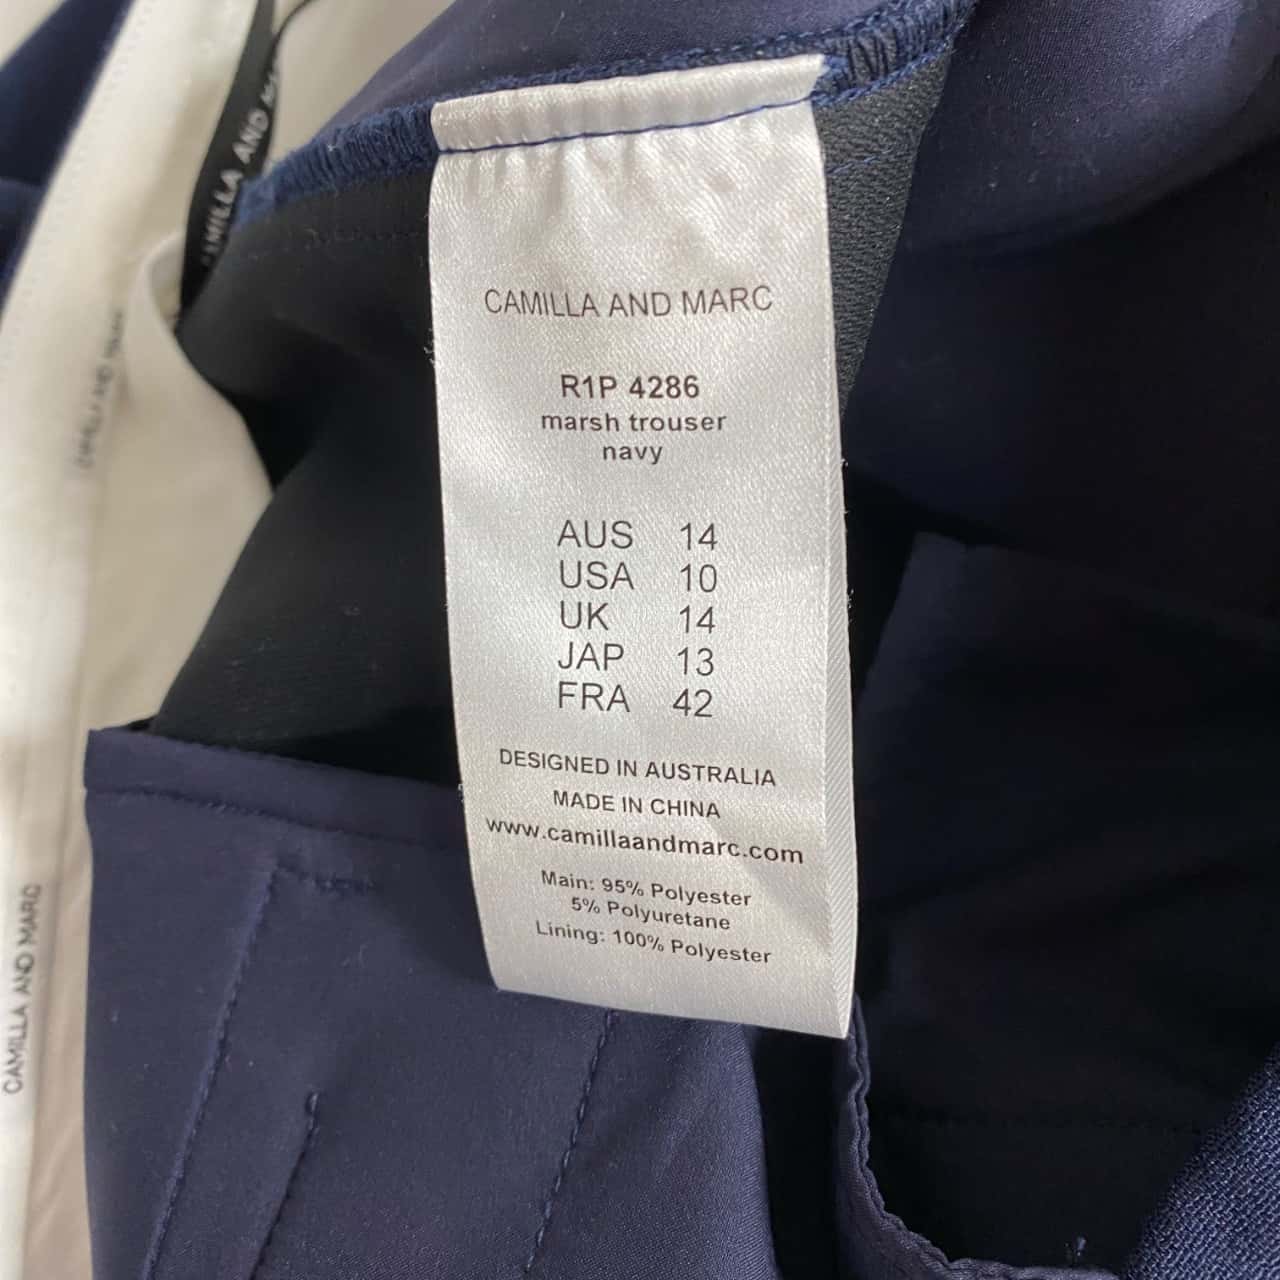 CAMILLA AND MARC
R1P 4286
marsh trouser
navy
AUS 14
USA 10
UK 14
JAP 13
FRA 42
DESIGNED IN AUSTRALIA
MADE IN CHINA
www.camillaandmarc.com
Main: 95% Polyester
5% Polyuretane
Lining: 100% Polyester
AND
CAMILLA AND MARC